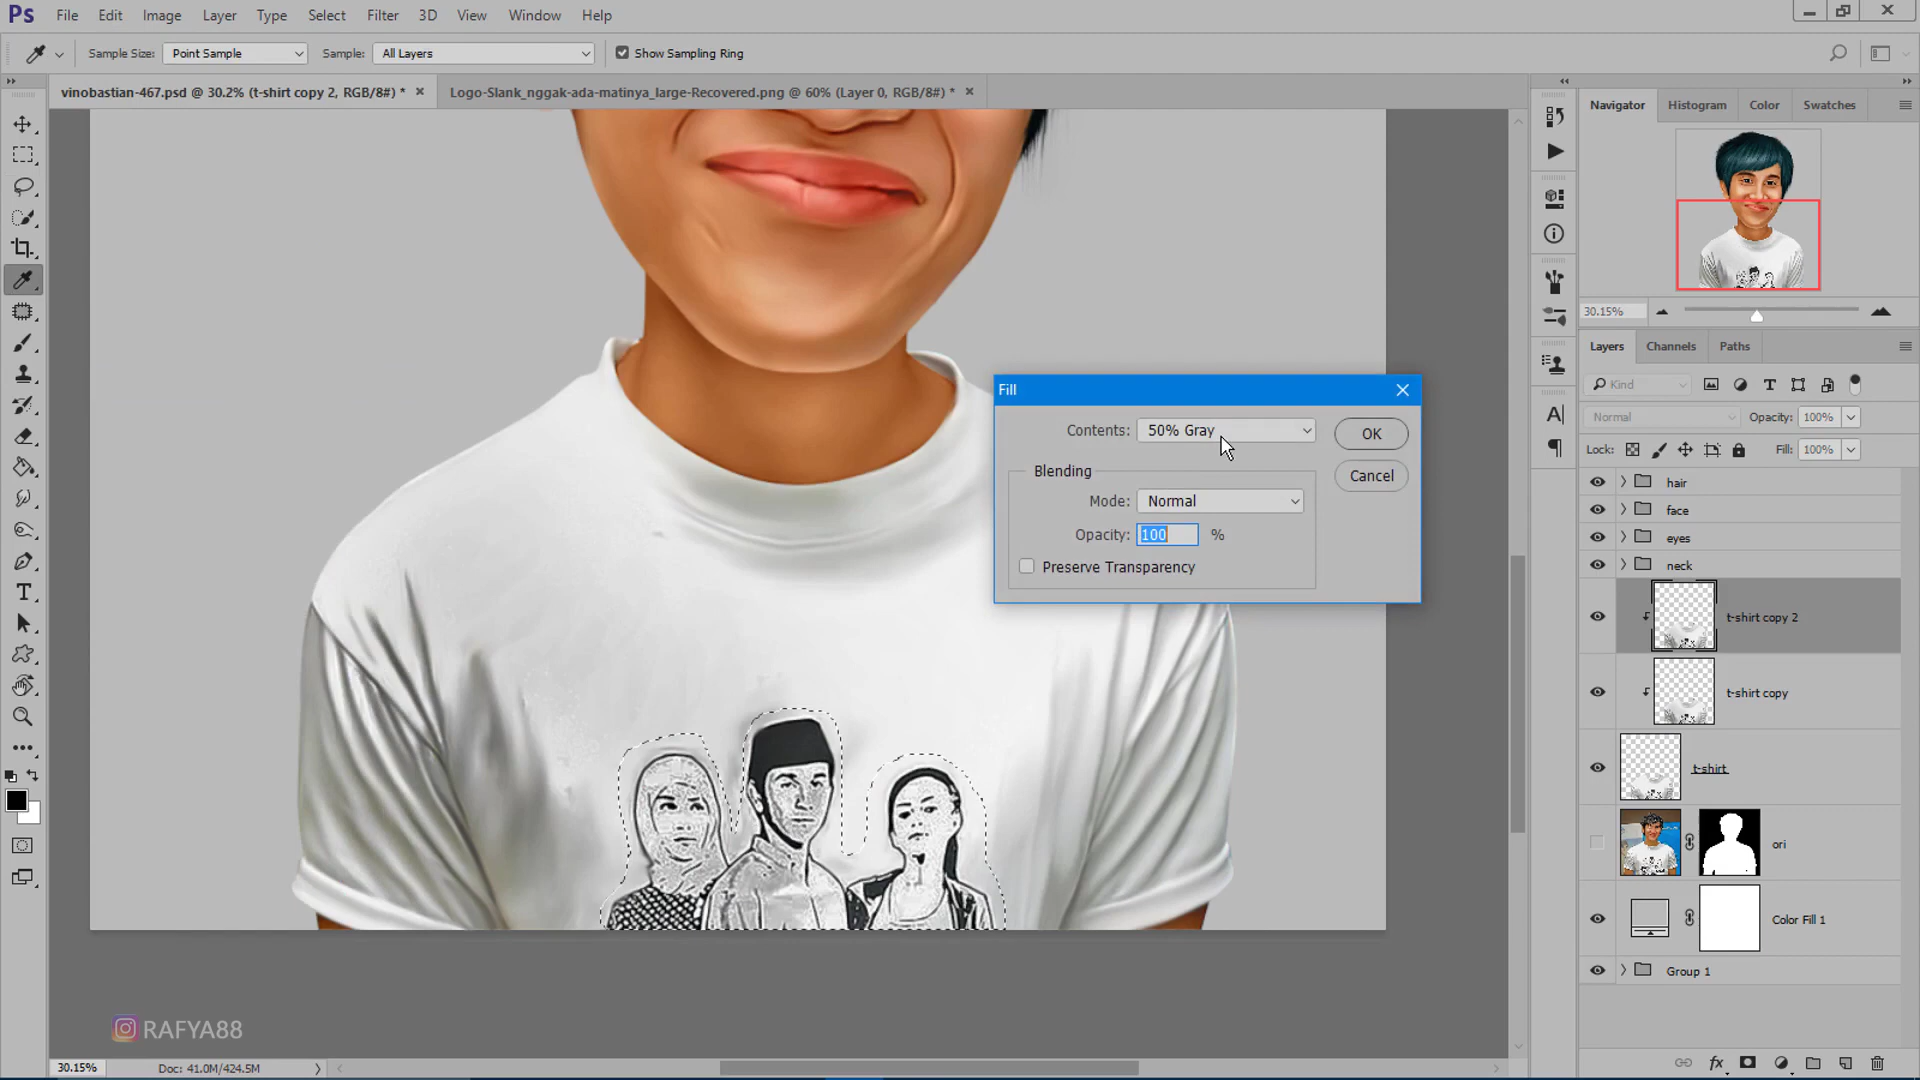 Ps File Edit Image Layer Type Select Filter 3D View Window Help
Sample Size: Point Sample Sample: All Layers Show Sampling Ring
vinobastian-467.psd @ 30.2% (t-shirt copy 2, RGB/8#) * × Logo-Slank_nggak-ada-matinya_large-Recovered.png @ 60% (Layer 0, RGB/8#) * ×
Navigator Histogram Color Swatches
30.15%
Layers Channels Paths
Kind
Normal Opacity: 100%
Lock: Fill: 100%
hair
face
eyes
neck
t-shirt copy 2
t-shirt copy
t-shirt
ori
Color Fill 1
Group 1
Fill
Contents: 50% Gray OK
Blending
Cancel
Mode: Normal
Opacity: 100 %
Preserve Transparency
RAFYA88
30.15% Doc: 41.0M/424.5M